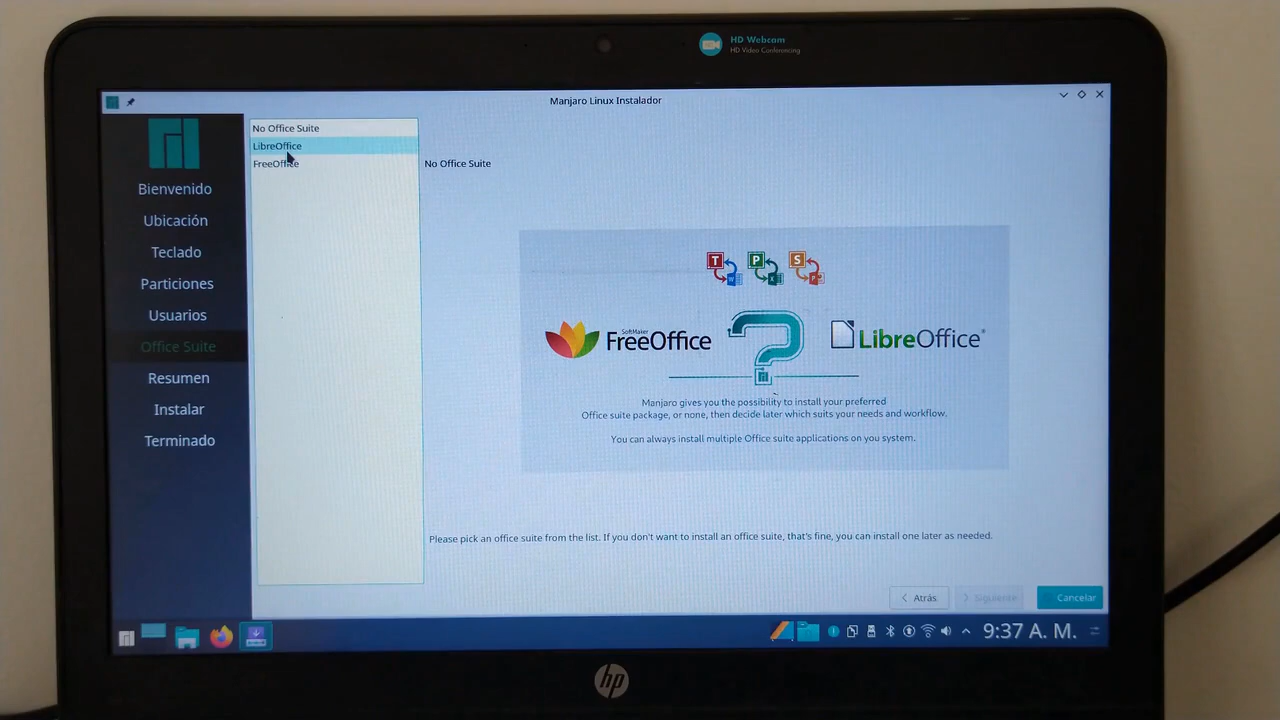 HD Webcam
HD Video Conferencing
Manjaro Linux Instalador
Bienvenido
Ubicación
Teclado
Particiones
Usuarios
Office Suite
Resumen
Instalar
Terminado
No Office Suite
LibreOffice
FreeOffice
No Office Suite
T P S
SoftMaker
FreeOffice
LibreOffice®
Manjaro gives you the possibility to install your preferred
Office suite package, or none, then decide later which suits your needs and workflow.
You can always install multiple Office suite applications on you system.
Please pick an office suite from the list. If you don't want to install an office suite, that's fine, you can install one later as needed.
Atrás
Siguiente
Cancelar
9:37 A. M.
hp